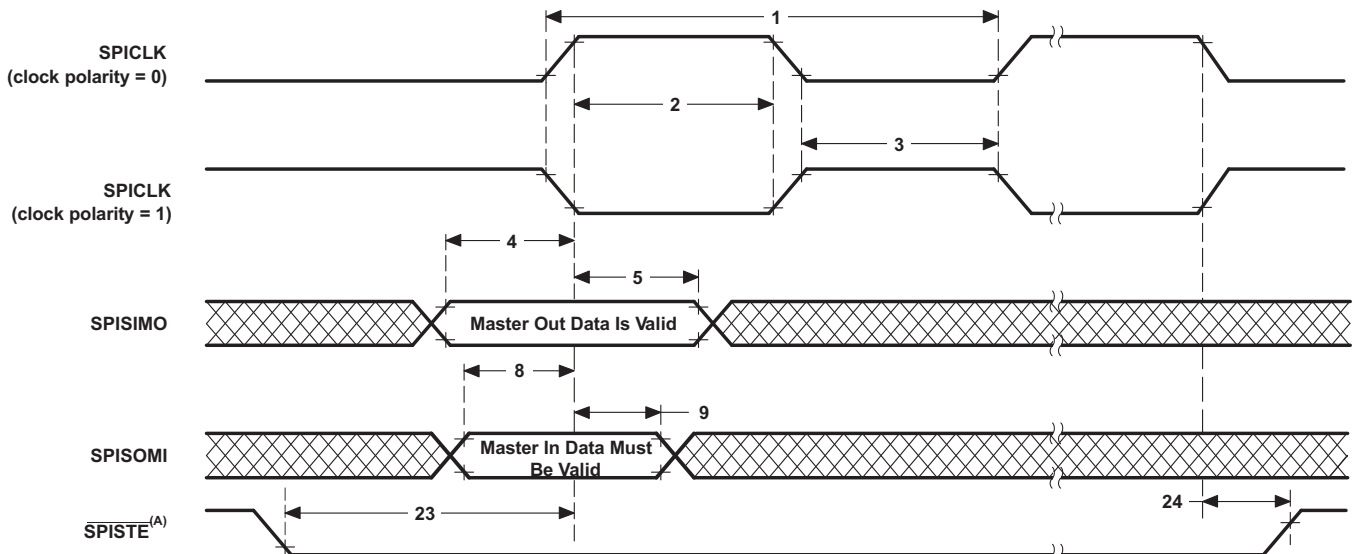 1
SPICLK
(clock polarity = 0)
2
3
SPICLK
(clock polarity = 1)
4
5
SPISIMO
Master Out Data Is Valid
8
9
SPISOMI
Master In Data Must
Be Valid
23
24
SPISTE(A)